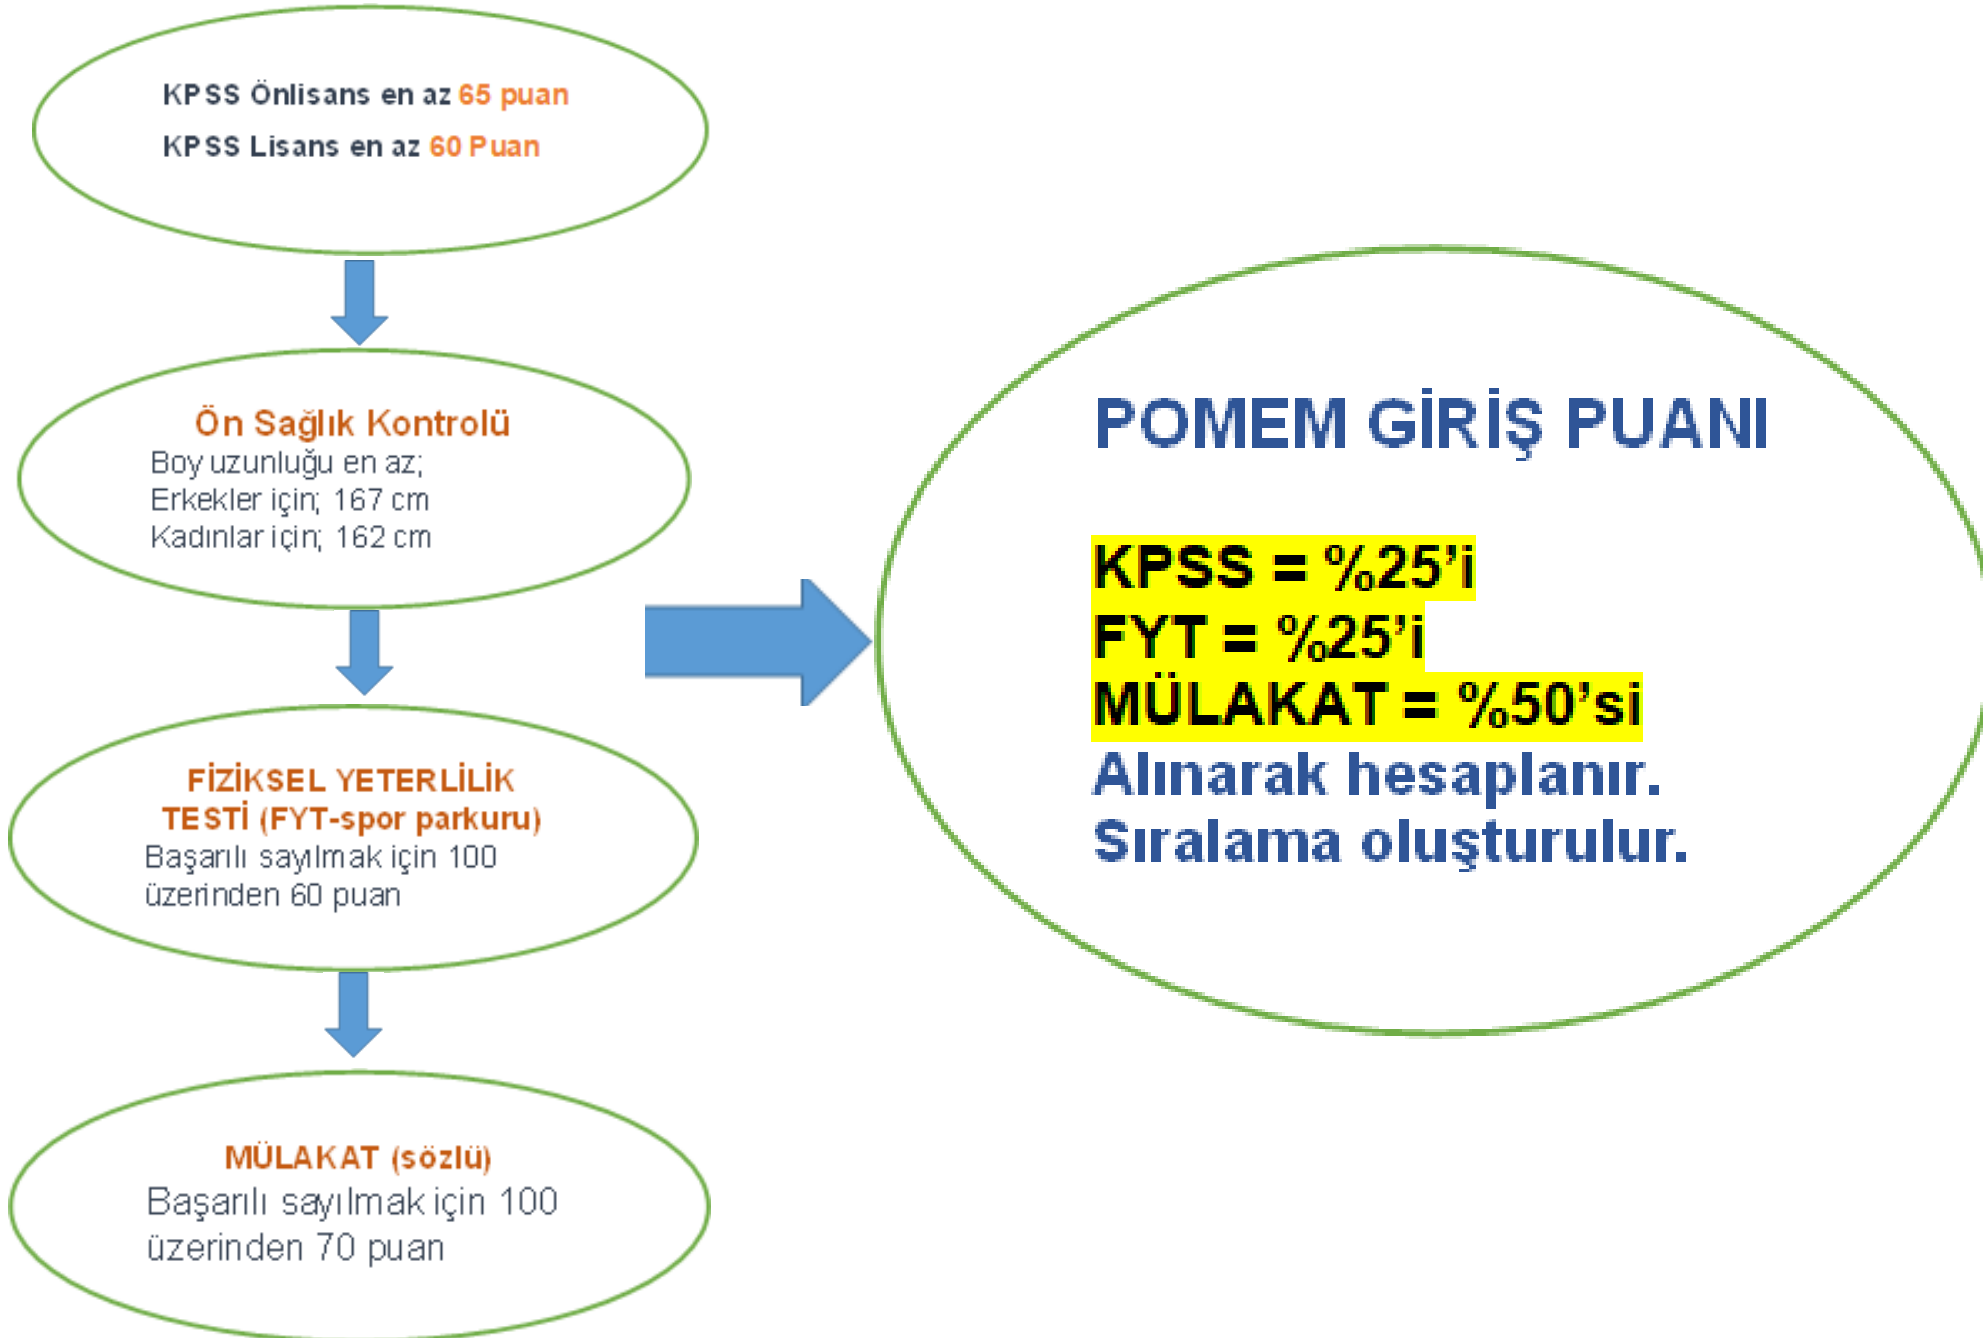 KPSS Önlisans en az 65 puan
KPSS Lisans en az 60 Puan
Ön Sağlık Kontrolü
Boy uzunluğu en az;
Erkekler için; 167 cm
Kadınlar için; 162 cm
FİZİKSEL YETERLİLİK
TESTİ (FYT-spor parkuru)
Başarılı sayılmak için 100
üzerinden 60 puan
MÜLAKAT (sözlü)
Başarılı sayılmak için 100
üzerinden 70 puan
POMEM GİRİŞ PUANI
KPSS = %25’i
FYT = %25’i
MÜLAKAT = %50’si
Alınarak hesaplanır.
Sıralama oluşturulur.